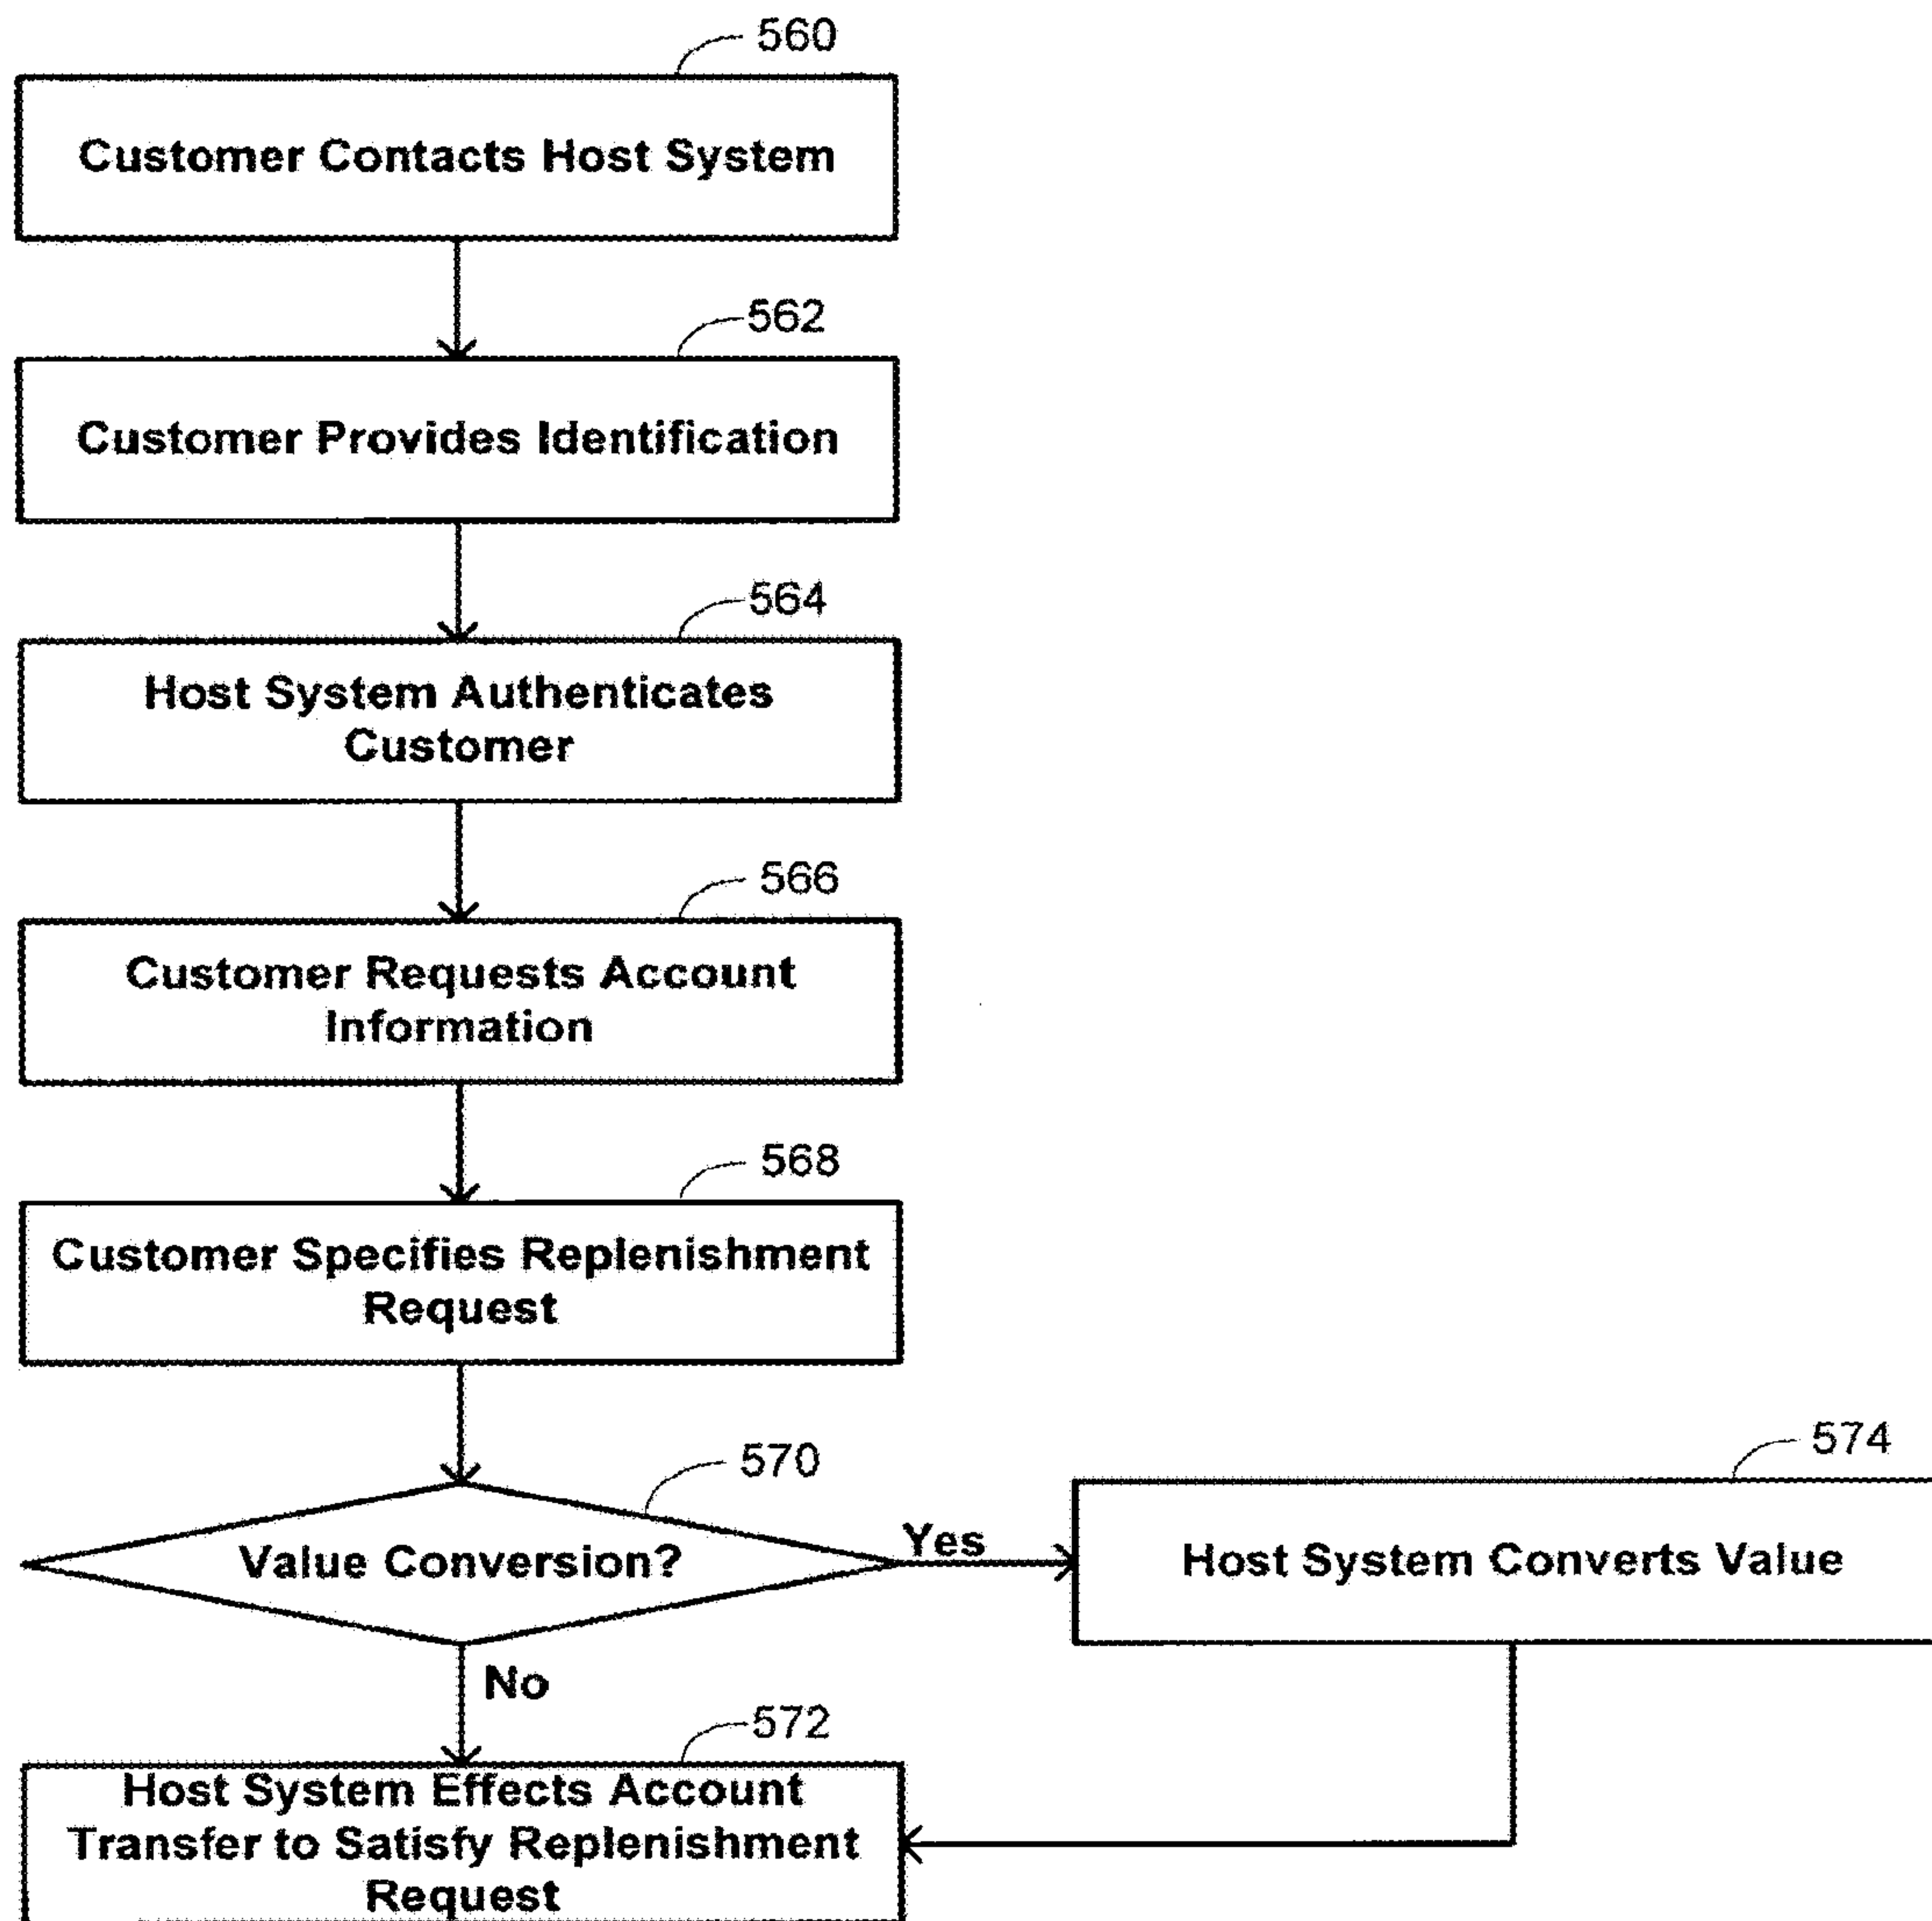 560
Customer Contacts Host System
562
Customer Provides Identification
564
Host System Authenticates
Customer
566
Customer Requests Account
Information
568
Customer Specifies Replenishment
Request
570
Value Conversion?
Yes
574
Host System Converts Value
No
572
Host System Effects Account
Transfer to Satisfy Replenishment
Request